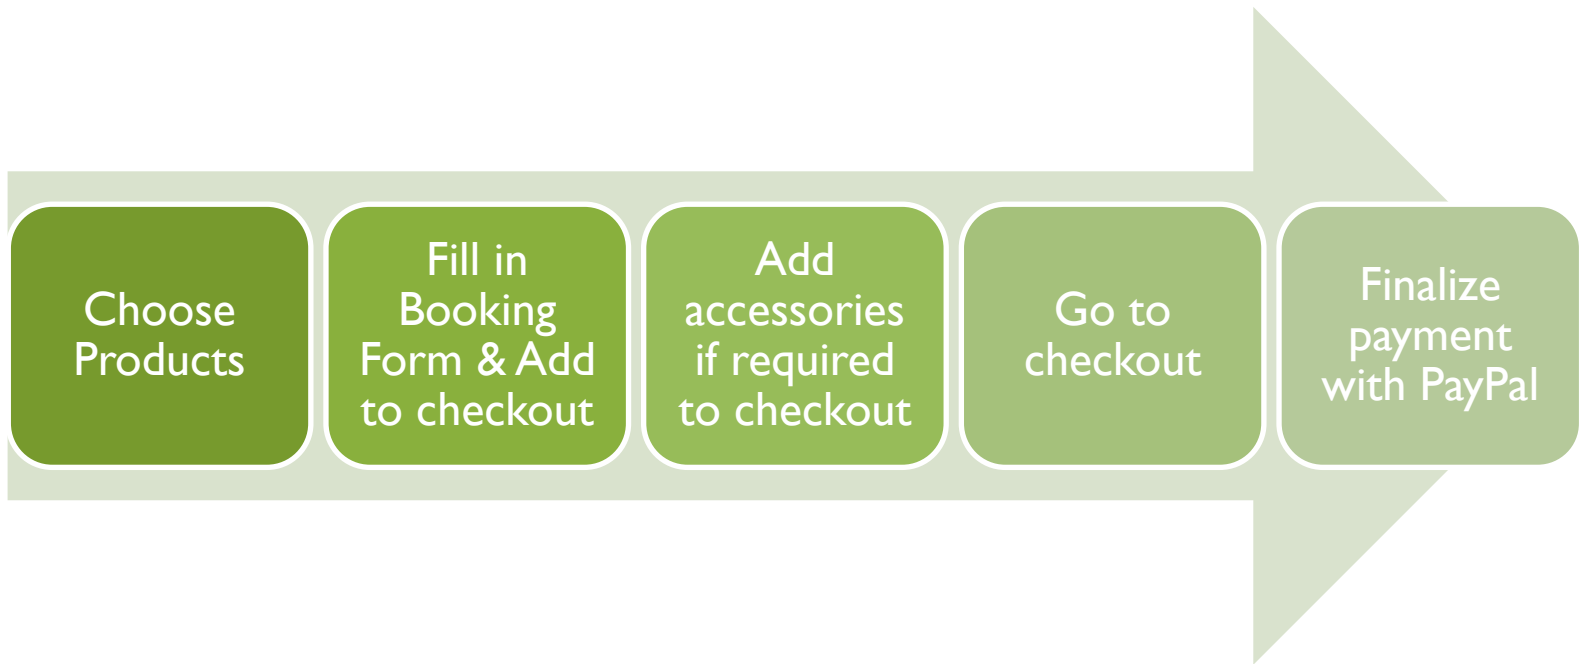 Choose
Products
Fill in
Booking
Form & Add
to checkout
Add
accessories
if required
to checkout
Go to
checkout
Finalize
payment
with PayPal